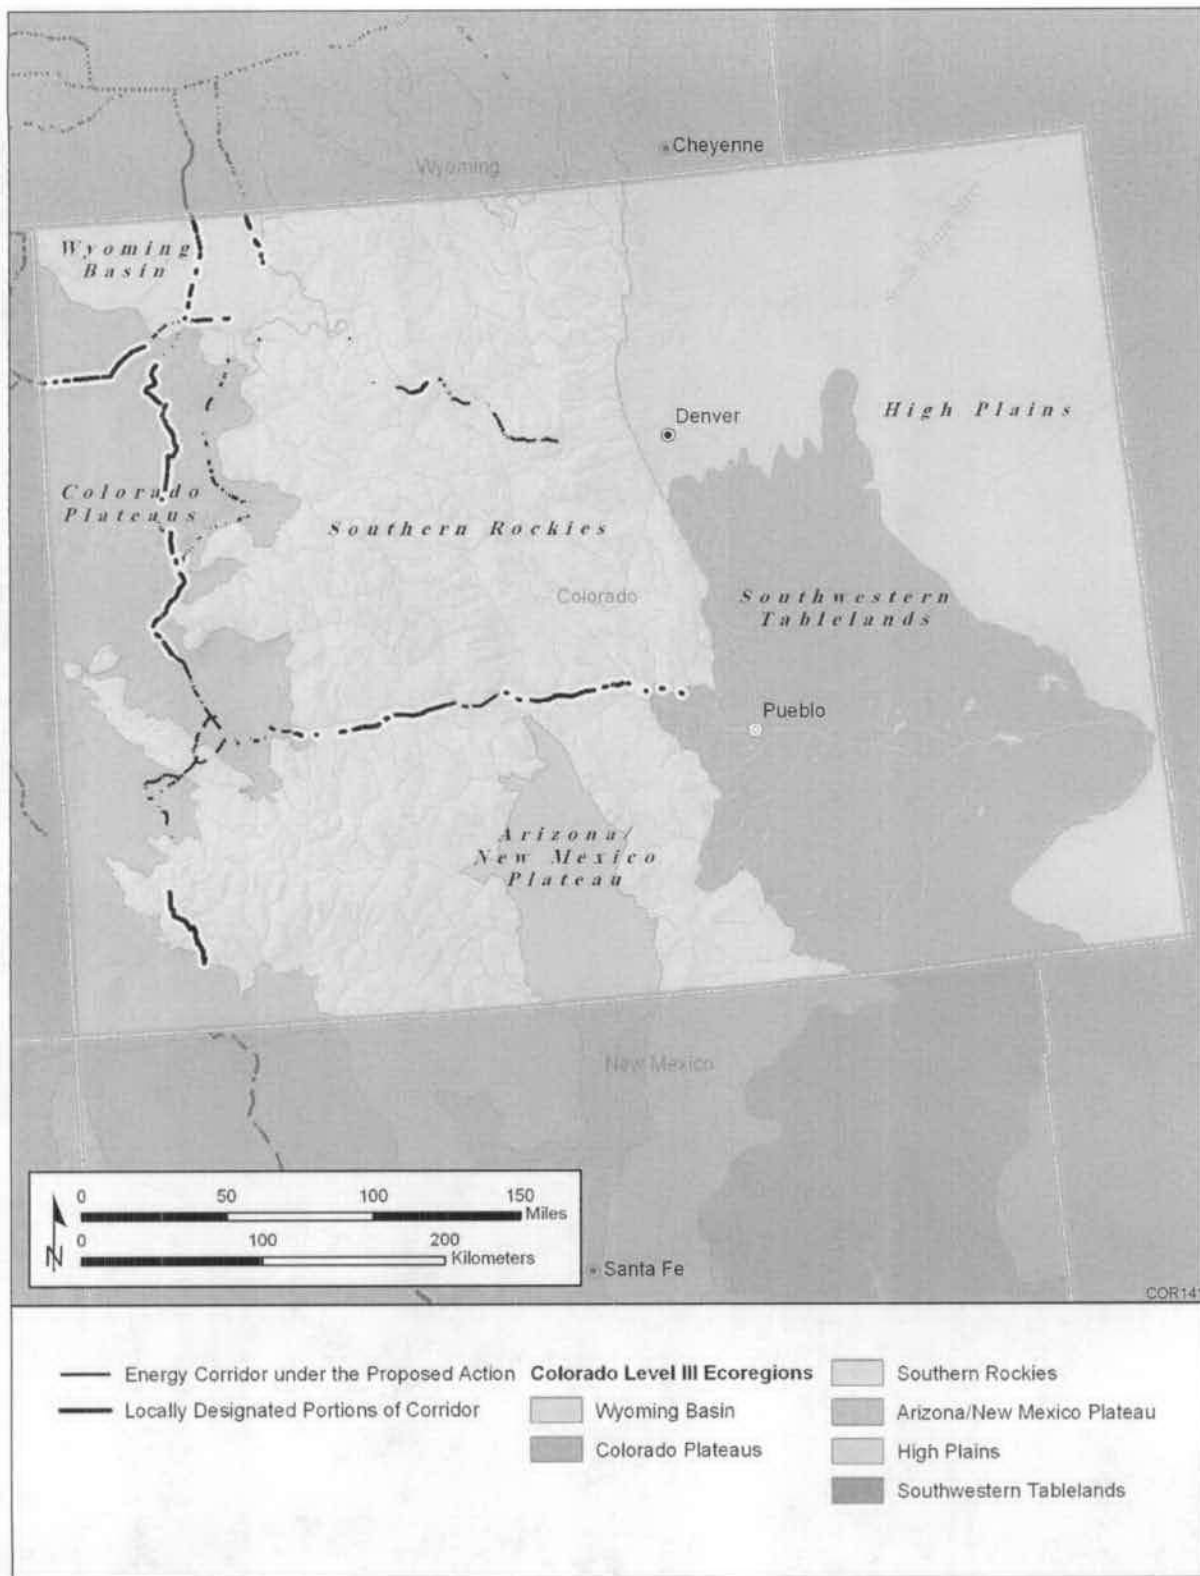 Cheyenne
Wyoming
Wyoming
Basin
Denver
High Plains
Colorado
Plateaus
Southern Rockies
Colorado
Southwestern
Tablelands
Pueblo
Arizona/
New Mexico
Plateau
New Mexico
0 50 100 150
Miles
0 100 200
Kilometers
N
Santa Fe
COR141
Energy Corridor under the Proposed Action
Locally Designated Portions of Corridor
Colorado Level III Ecoregions
Wyoming Basin
Colorado Plateaus
Southern Rockies
Arizona/New Mexico Plateau
High Plains
Southwestern Tablelands